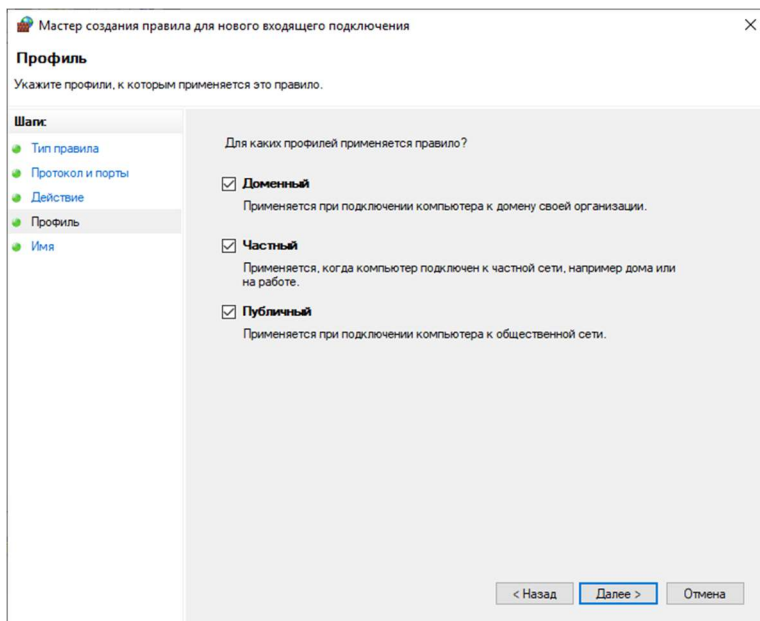 Мастер создания правила для нового входящего подключения
Профиль
Укажите профили, к которым применяется это правило.
Шаги:
Тип правила
Протокол и порты
Действие
Профиль
Имя
Для каких профилей применяется правило?
Доменный
Применяется при подключении компьютера к домену своей организации.
Частный
Применяется, когда компьютер подключен к частной сети, например дома или
на работе.
Публичный
Применяется при подключении компьютера к общественной сети.
< Назад
Далее >
Отмена